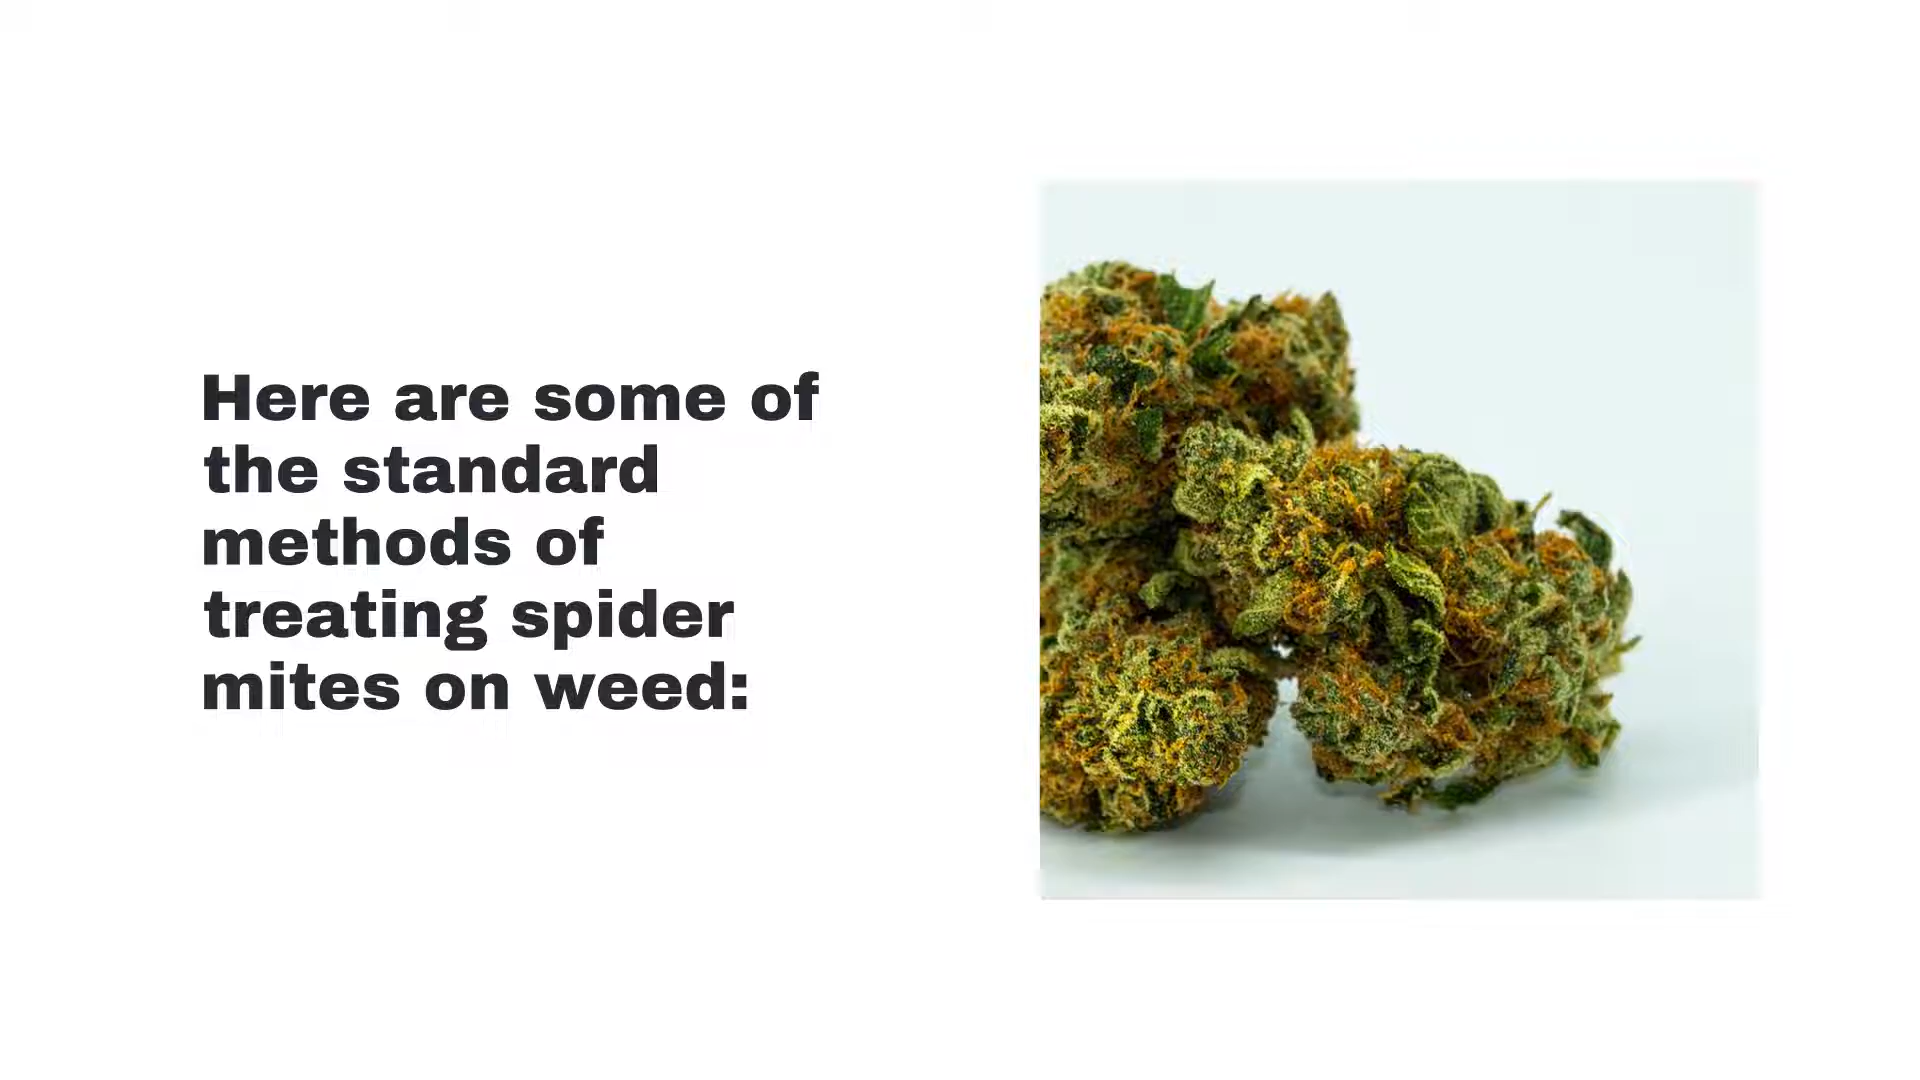 Here are some of
the standard
methods of
treating spider
mites on weed: